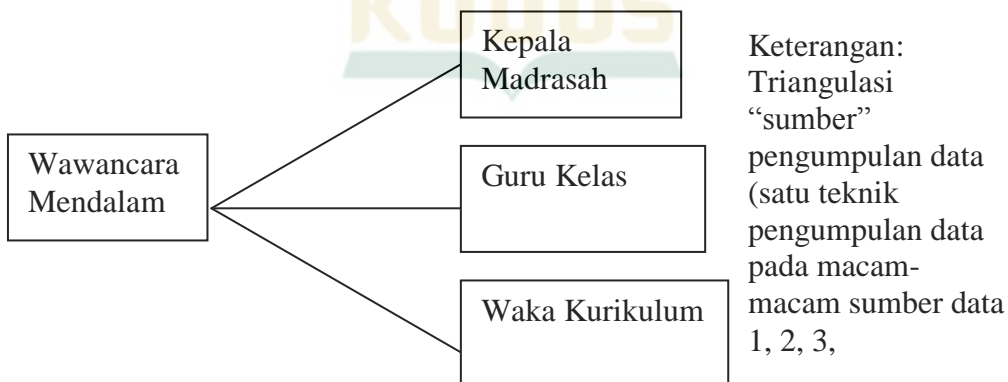 KUDUS
Kepala
Madrasah
Wawancara
Mendalam
Guru Kelas
Waka Kurikulum
Keterangan:
Triangulasi
“sumber”
pengumpulan data
(satu teknik
pengumpulan data
pada macam-
macam sumber data
1, 2, 3,